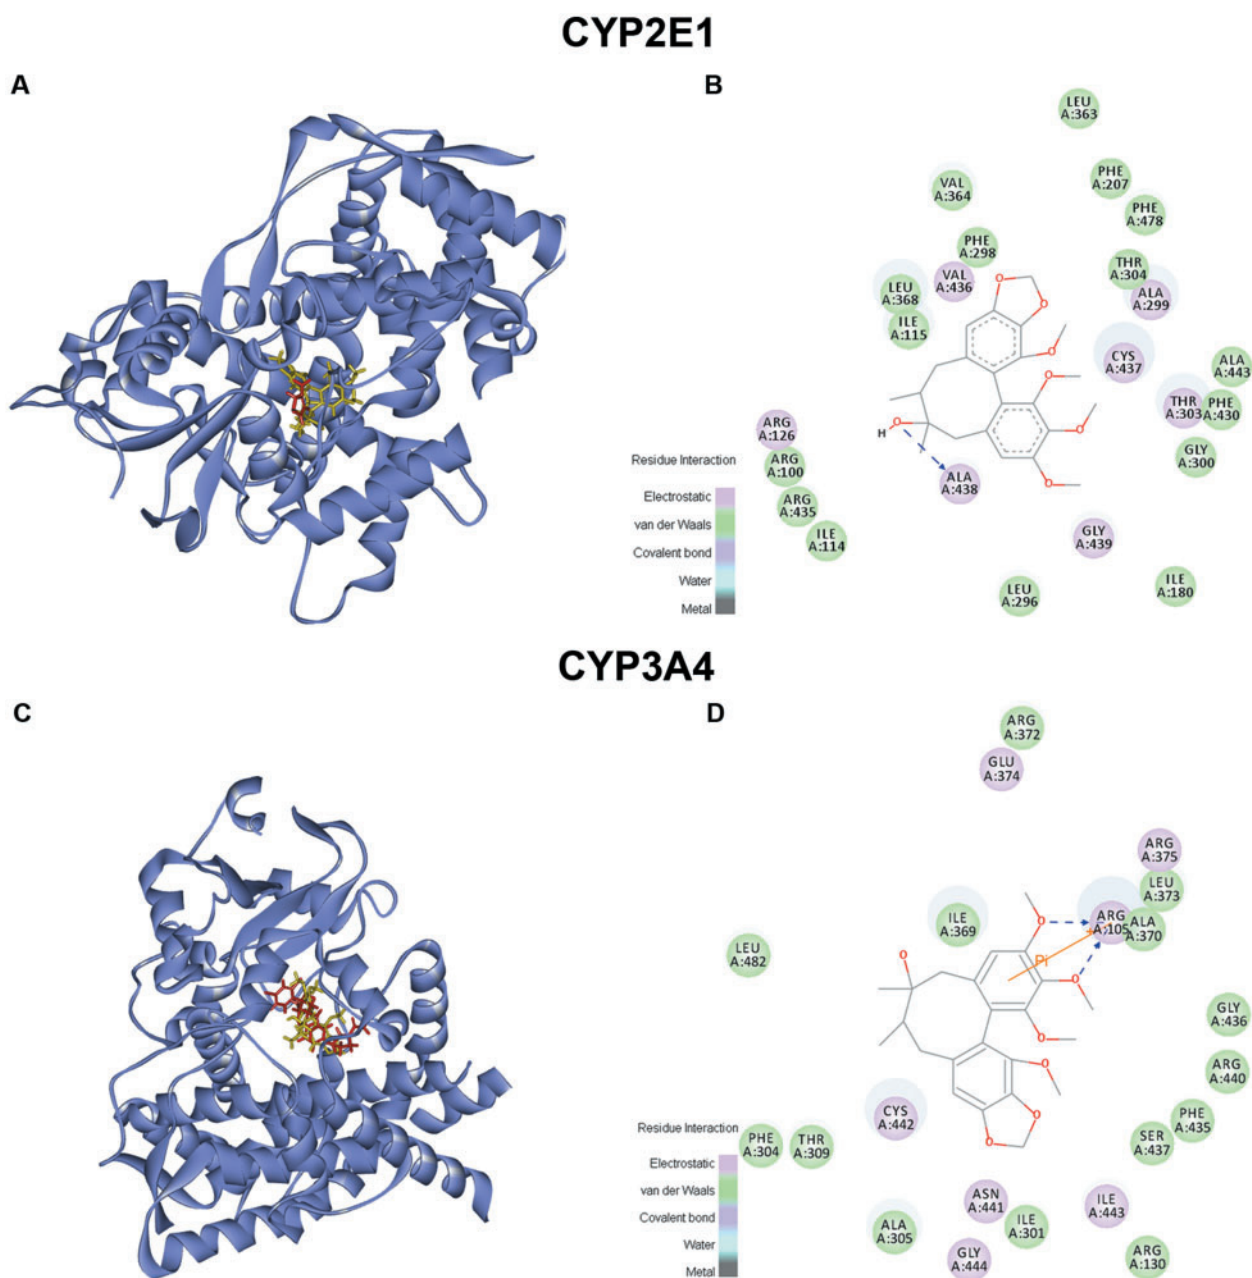 CYP2E1
A
B
LEU
A:363
VAL
A:364
PHE
A:207
PHE
A:478
PHE
A:298
VAL
A:436
THR
A:304
ALA
A:299
LEU
A:368
ILE
A:115
O
O
O
CYS
A:437
ALA
A:443
O
THR
A:303
PHE
A:430
H O
O
ARG
A:126
GLY
A:300
ARG
A:100
ALA
A:438
O
ARG
A:435
ILE
A:114
GLY
A:439
LEU
A:296
ILE
A:180
Residue Interaction
Electrostatic
van der Waals
Covalent bond
Water
Metal
CYP3A4
C
D
ARG
A:372
GLU
A:374
ARG
A:375
LEU
A:373
ILE
A:369
O
ARG
A:105
ALA
A:370
+
LEU
A:482
O
Pi
O
O
GLY
A:436
O
ARG
A:440
CYS
A:442
PHE
A:435
SER
A:437
O
O
PHE
A:304
THR
A:309
ASN
A:441
ILE
A:443
ALA
A:305
ILE
A:301
GLY
A:444
ARG
A:130
Residue Interaction
Electrostatic
van der Waals
Covalent bond
Water
Metal